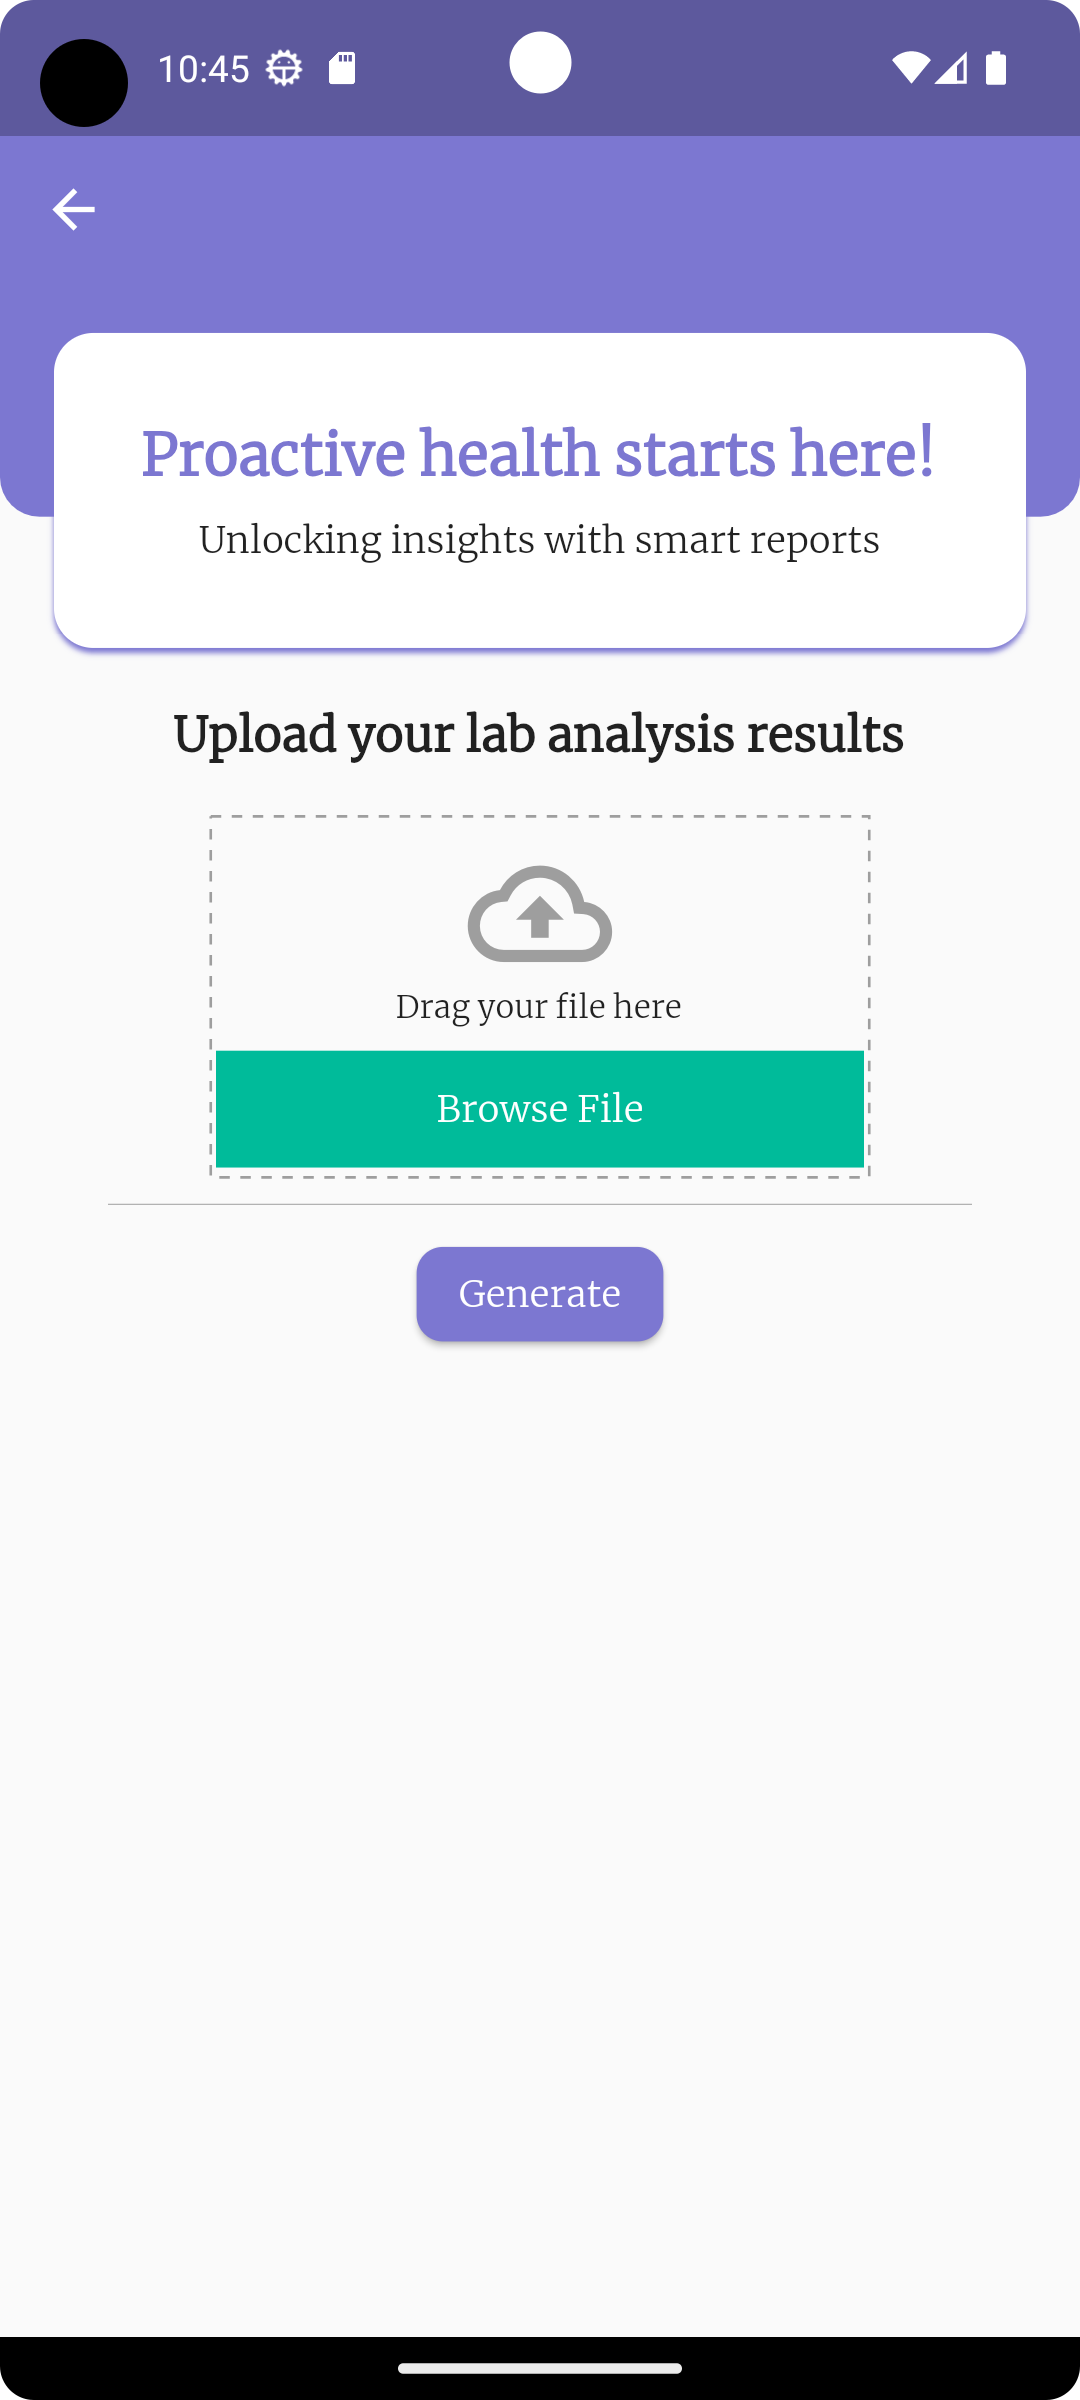 10:45
Proactive health starts here!
Unlocking insights with smart reports
Upload your lab analysis results
Drag your file here
Browse File
Generate